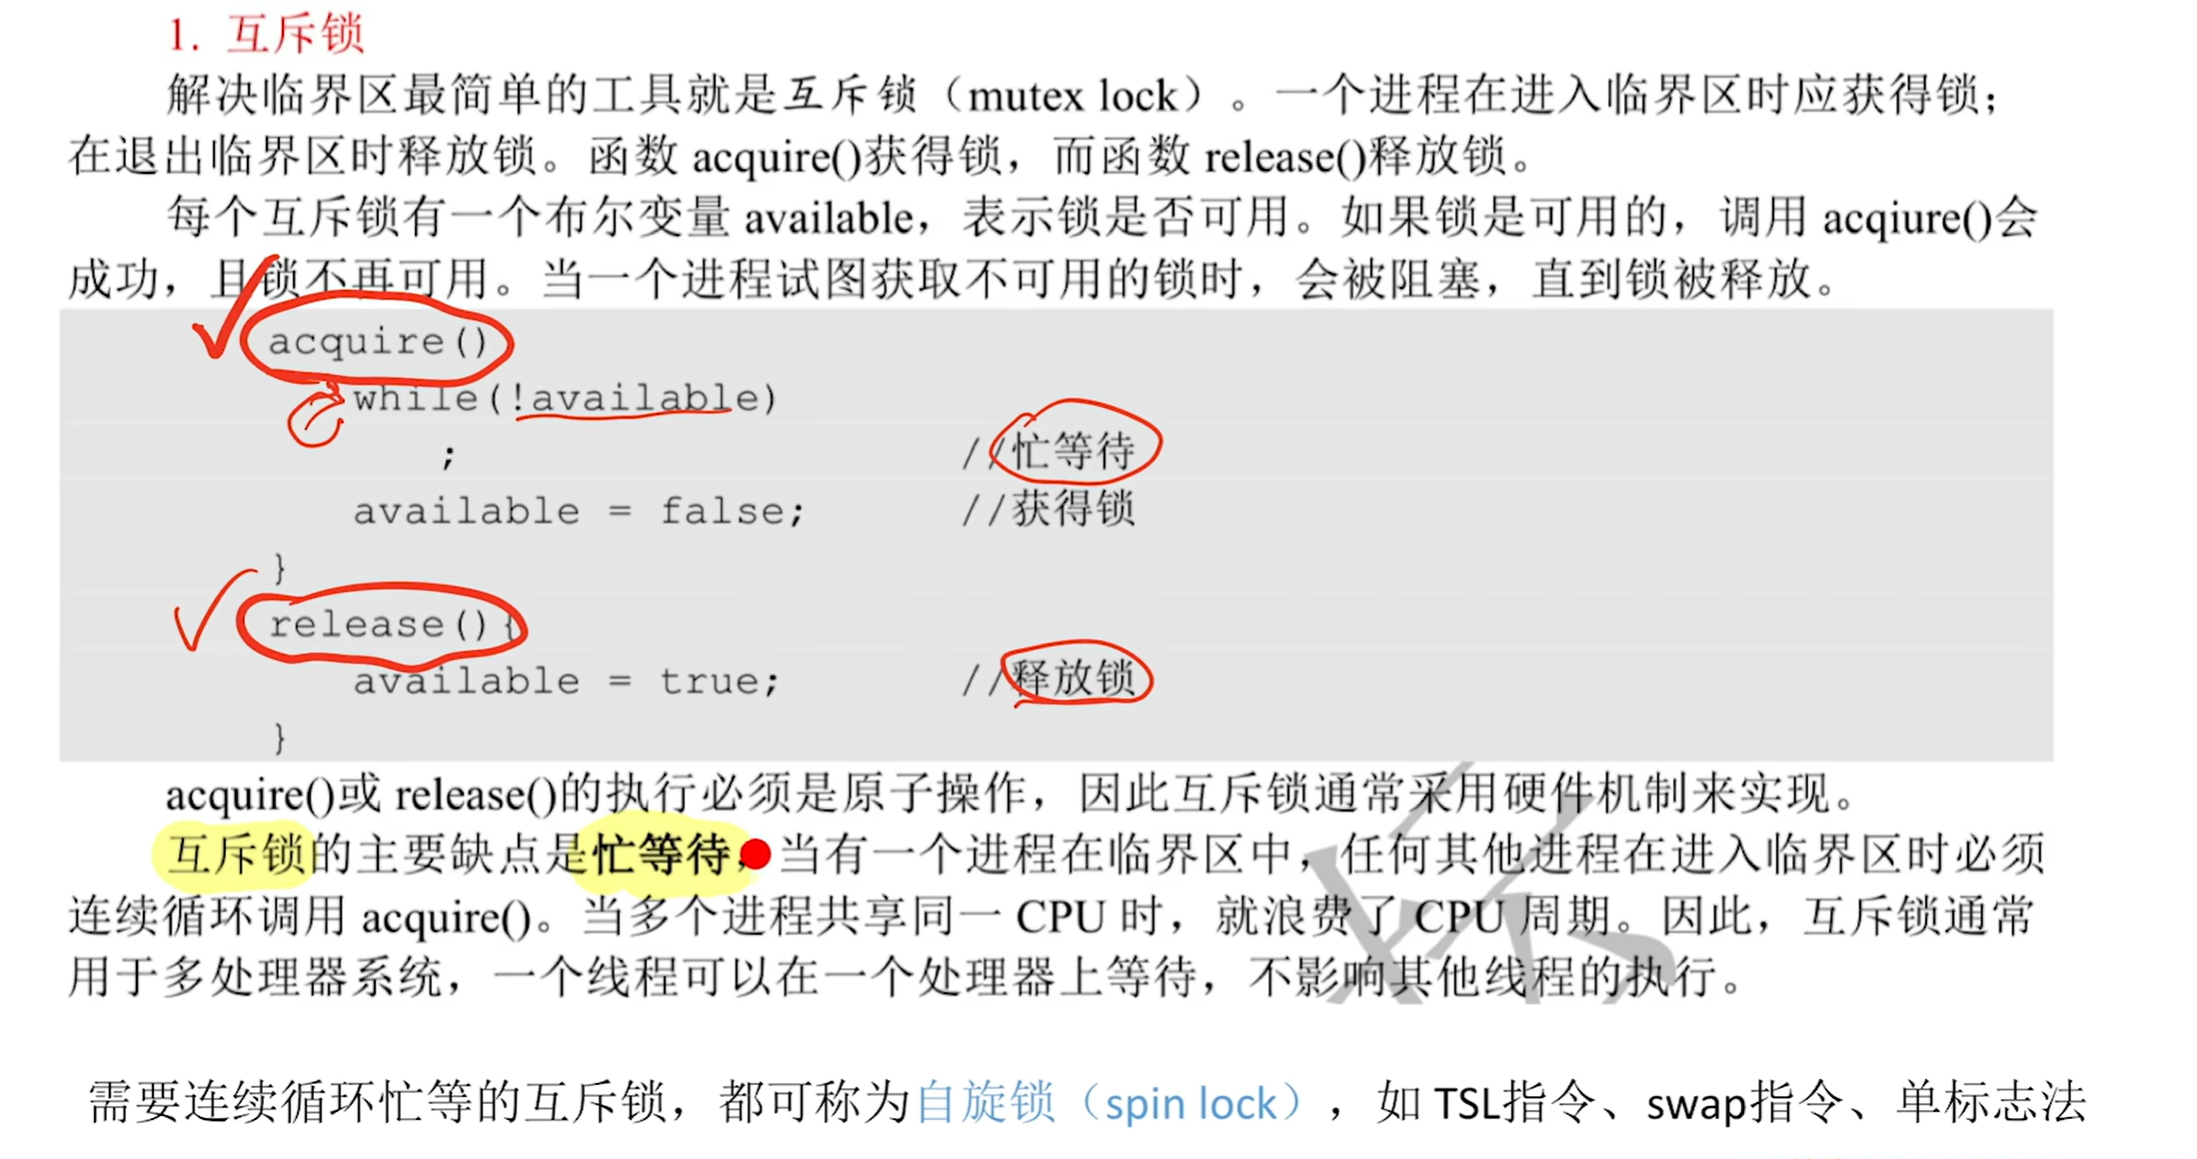 1. 互斥锁
解决临界区最简单的工具就是互斥锁（mutex lock）。一个进程在进入临界区时应获得锁；
在退出临界区时释放锁。函数 acquire()获得锁，而函数 release()释放锁。
每个互斥锁有一个布尔变量 available，表示锁是否可用。如果锁是可用的，调用 acqiure()会
成功，且锁不再可用。当一个进程试图获取不可用的锁时，会被阻塞，直到锁被释放。
acquire()
while(!available)
; //忙等待
available = false; //获得锁
}
release(){
available = true; //释放锁
}
acquire()或 release()的执行必须是原子操作，因此互斥锁通常采用硬件机制来实现。
互斥锁的主要缺点是忙等待，当有一个进程在临界区中，任何其他进程在进入临界区时必须
连续循环调用 acquire()。当多个进程共享同一 CPU 时，就浪费了 CPU 周期。因此，互斥锁通常
用于多处理器系统，一个线程可以在一个处理器上等待，不影响其他线程的执行。
需要连续循环忙等的互斥锁，都可称为自旋锁（spin lock），如 TSL指令、swap指令、单标志法